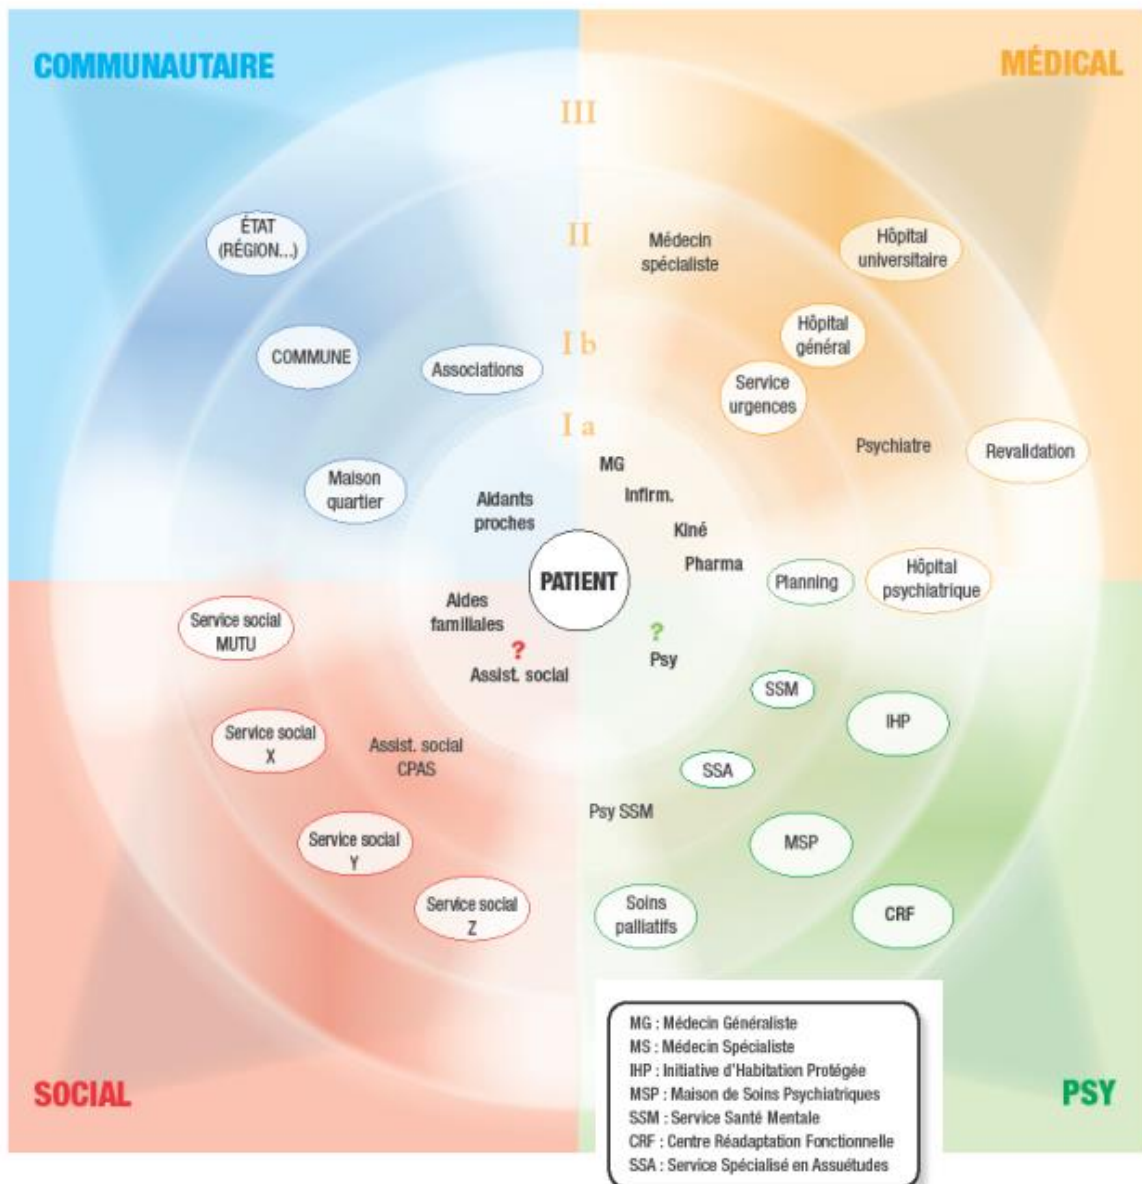 COMMUNAUTAIRE
MÉDICAL
III
II
I b
I a
ÉTAT
(RÉGION...)
COMMUNE
Associations
Maison
quartier
Aidants
proches
Médecin
spécialiste
Hôpital
universitaire
Hôpital
général
Service
urgences
Psychiatre
Revalidation
MG
Infirm.
Kiné
Pharma
PATIENT
Planning
Hôpital
psychiatrique
Service social
MUTU
Aides
familiales
?
Assist. social
Service social
X
Assist. social
CPAS
Service social
Y
Service social
Z
?
Psy
SSM
IHP
SSA
Psy SSM
MSP
Soins
palliatifs
CRF
SOCIAL
PSY
MG : Médecin Généraliste
MS : Médecin Spécialiste
IHP : Initiative d'Habitation Protégée
MSP : Maison de Soins Psychiatriques
SSM : Service Santé Mentale
CRF : Centre Réadaptation Fonctionnelle
SSA : Service Spécialisé en Assuétudes